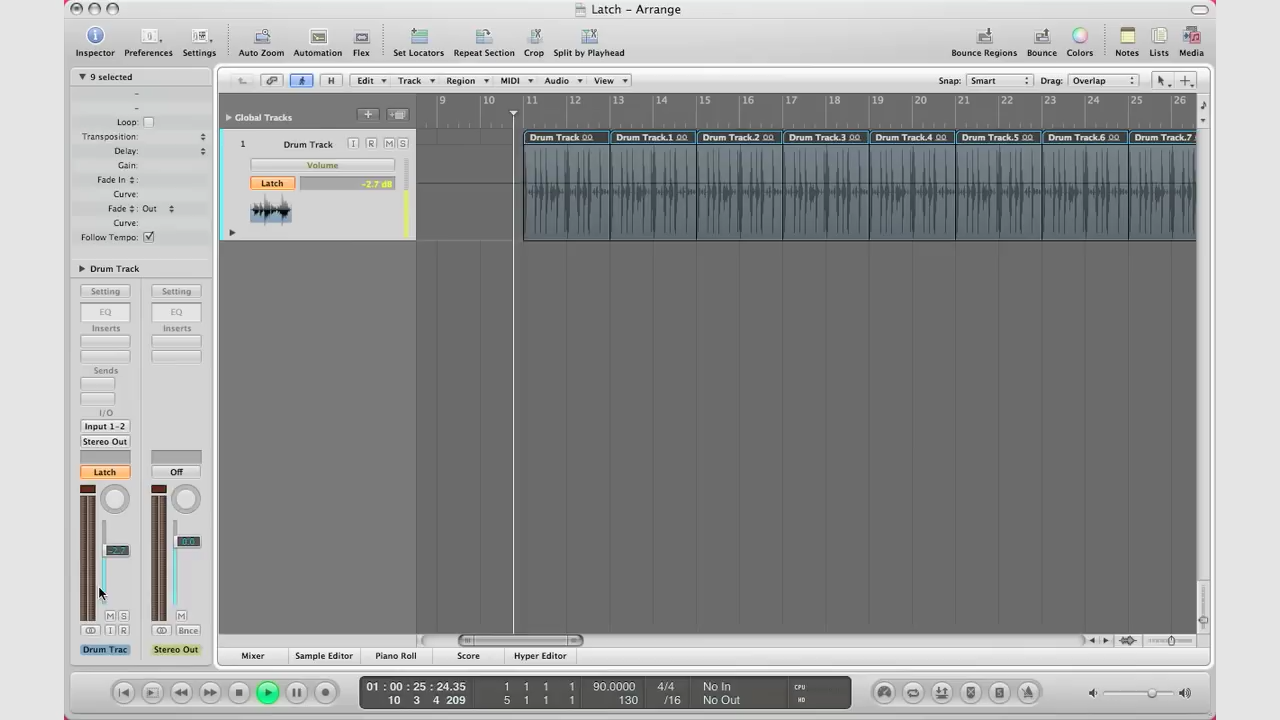 Latch – Arrange
Inspector Preferences Settings Auto Zoom Automation Flex Set Locators Repeat Section Crop Split by Playhead Bounce Regions Bounce Colors Notes Lists Media
9 selected
H Edit Track Region MIDI Audio View Snap: Smart Drag: Overlap
-
-
Loop:
Transposition:
Delay:
Gain:
Fade In :
Curve:
Fade : Out
Curve:
Follow Tempo:
Drum Track
9 10 11 12 13 14 15 16 17 18 19 20 21 22 23 24 25 26
Global Tracks
1 Drum Track I R M S
Volume
Latch -2.7 dB
Drum Track Drum Track.1 Drum Track.2 Drum Track.3 Drum Track.4 Drum Track.5 Drum Track.6 Drum Track.7
Setting Setting
EQ EQ
Inserts Inserts
Sends
I/O
Input 1-2
Stereo Out
Latch Off
-2.7 0.0
M S M
I R Bnce
Drum Trac Stereo Out
Mixer Sample Editor Piano Roll Score Hyper Editor
01 : 00 : 25 : 24.35 1 1 1 1 90.0000 4/4 No In CPU
10 3 4 209 5 1 1 1 130 /16 No Out HD